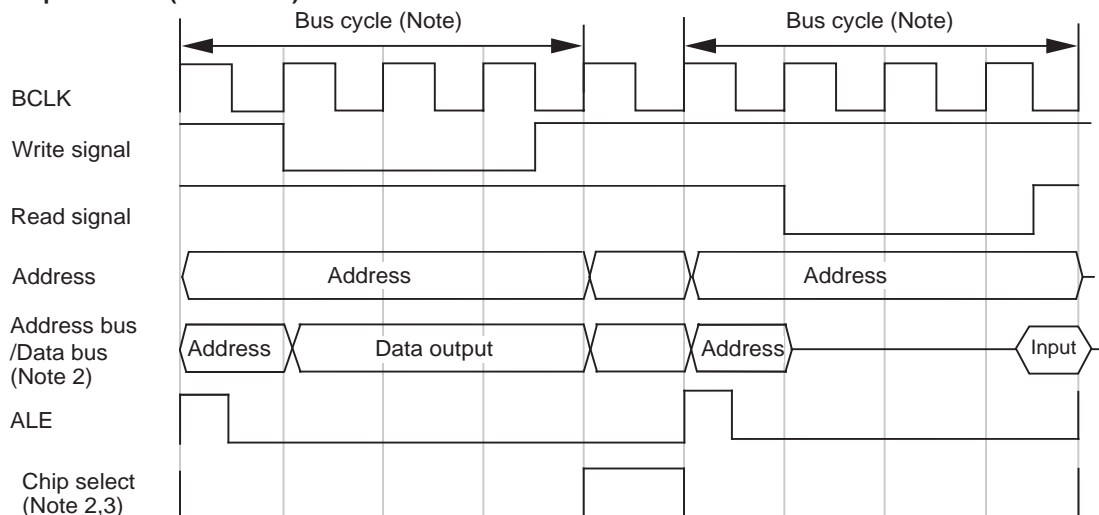 Bus cycle (Note)
Bus cycle (Note)
BCLK
Write signal
Read signal
Address
Address
Address
Address bus
/Data bus
(Note 2)
Address
Data output
Address
Input
ALE
Chip select
(Note 2,3)